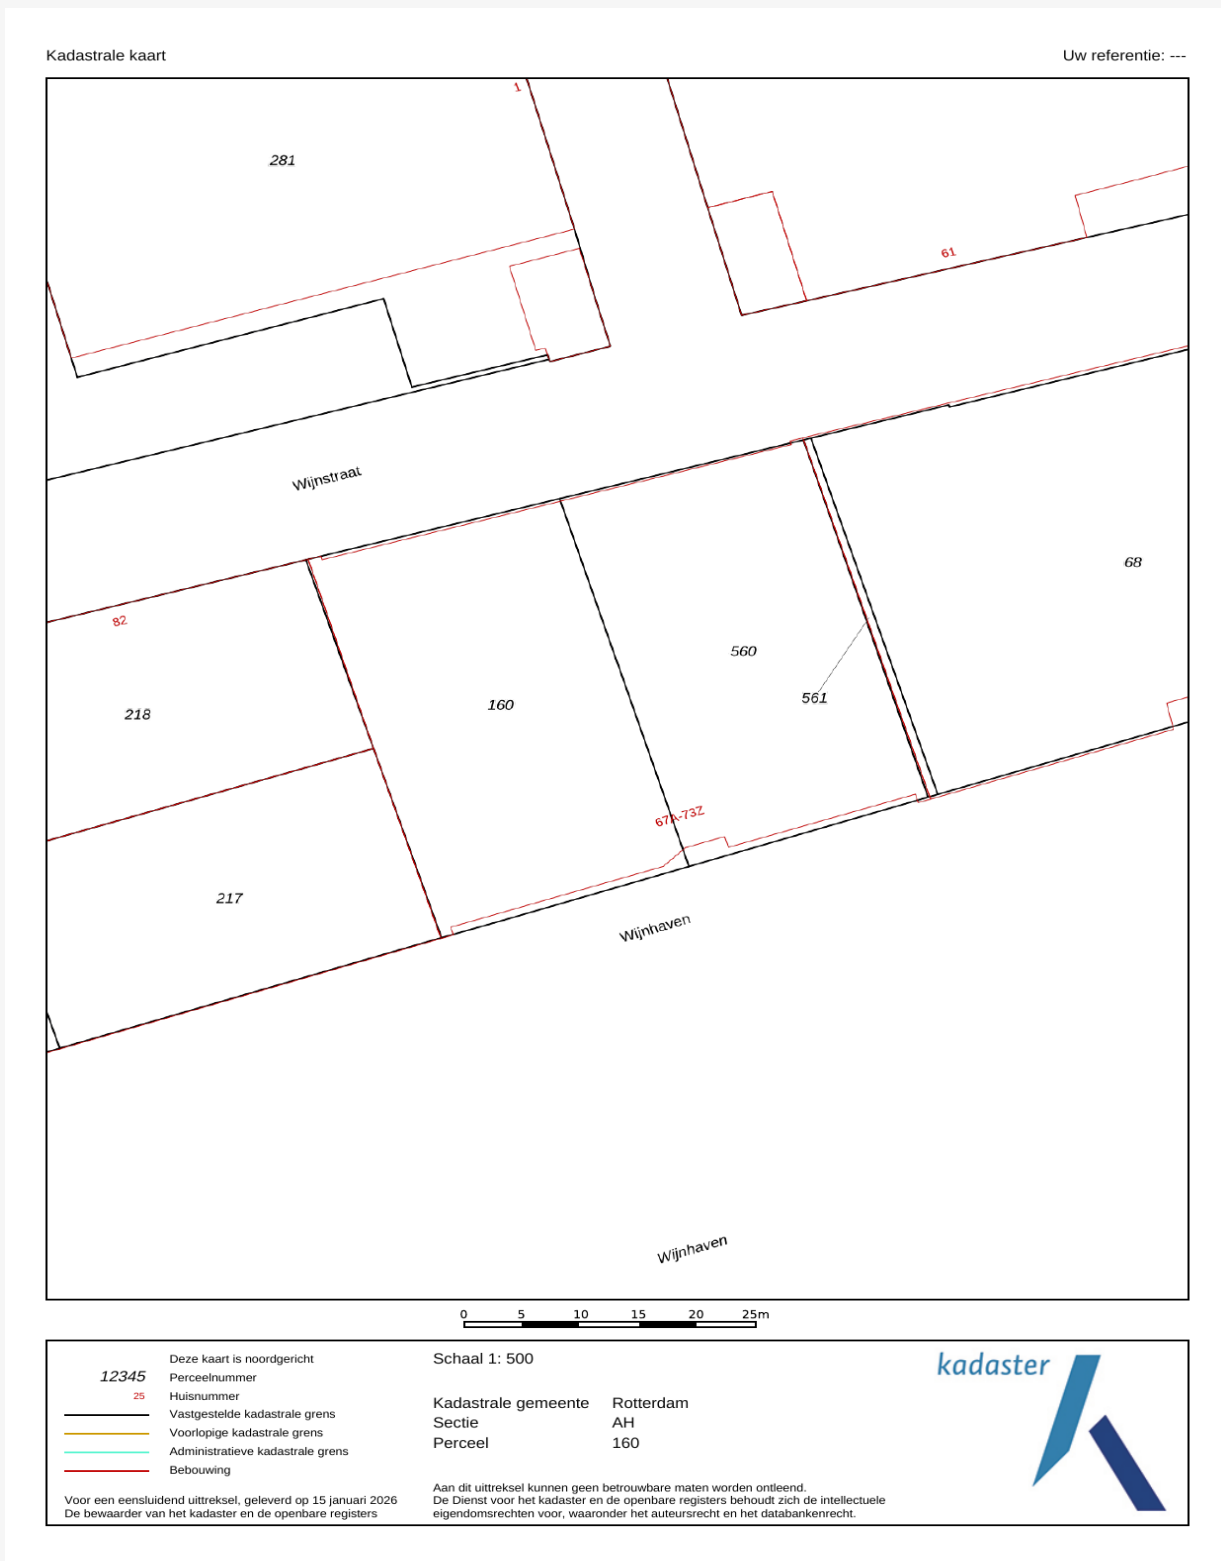 Kadastrale kaart
Uw referentie: ---
1
281
61
Wijnstraat
68
82
560
561
160
218
67A-73Z
217
Wijnhaven
Wijnhaven
0 5 10 15 20 25m
Deze kaart is noordgericht
12345 Perceelnummer
25 Huisnummer
Vastgestelde kadastrale grens
Voorlopige kadastrale grens
Administratieve kadastrale grens
Bebouwing
Voor een eensluidend uittreksel, geleverd op 15 januari 2026
De bewaarder van het kadaster en de openbare registers
Schaal 1: 500
Kadastrale gemeente Rotterdam
Sectie AH
Perceel 160
Aan dit uittreksel kunnen geen betrouwbare maten worden ontleend.
De Dienst voor het kadaster en de openbare registers behoudt zich de intellectuele
eigendomsrechten voor, waaronder het auteursrecht en het databankenrecht.
kadaster